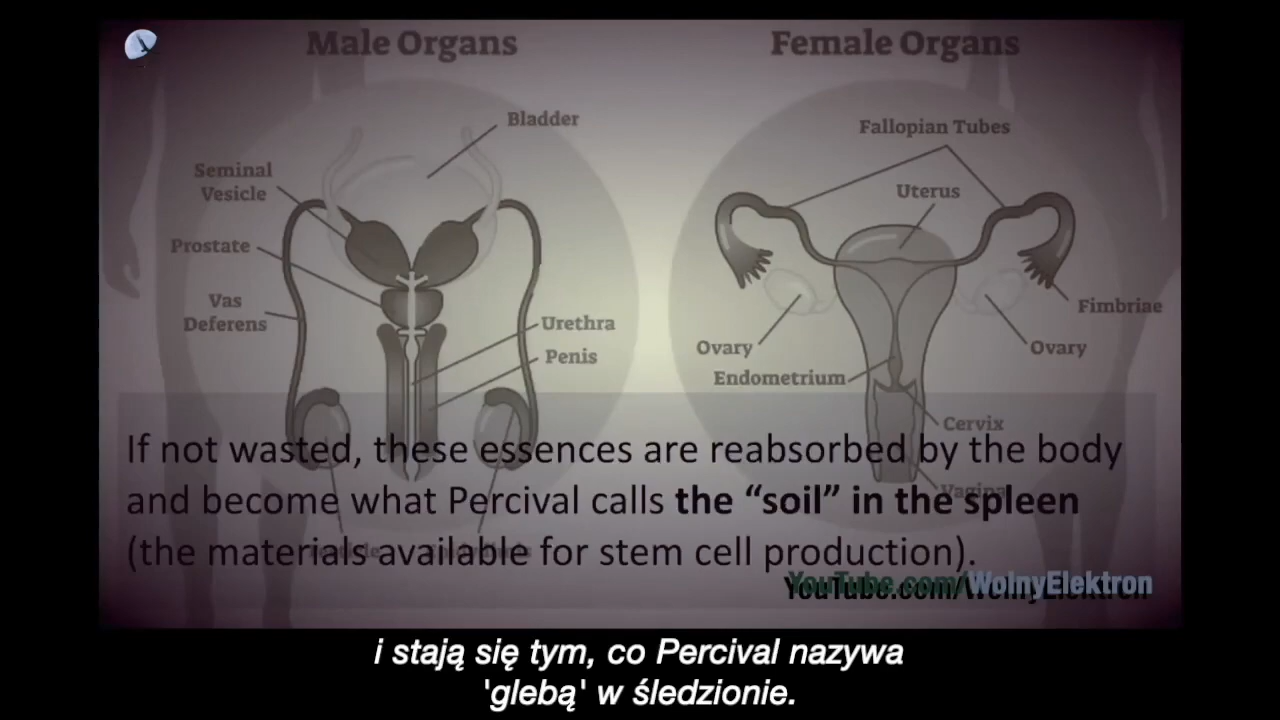 Male Organs
Female Organs
Bladder
Fallopian Tubes
Seminal
Vesicle
Uterus
Prostate
Vas
Deferens
Fimbriae
Urethra
Ovary
Ovary
Penis
Endometrium
Cervix
If not wasted, these essences are reabsorbed by the body
Vagina
and become what Percival calls the “soil” in the spleen
(the materials available for stem cell production).
YouTube.com/WolnyElektron
i stają się tym, co Percival nazywa
'glebą' w śledzionie.